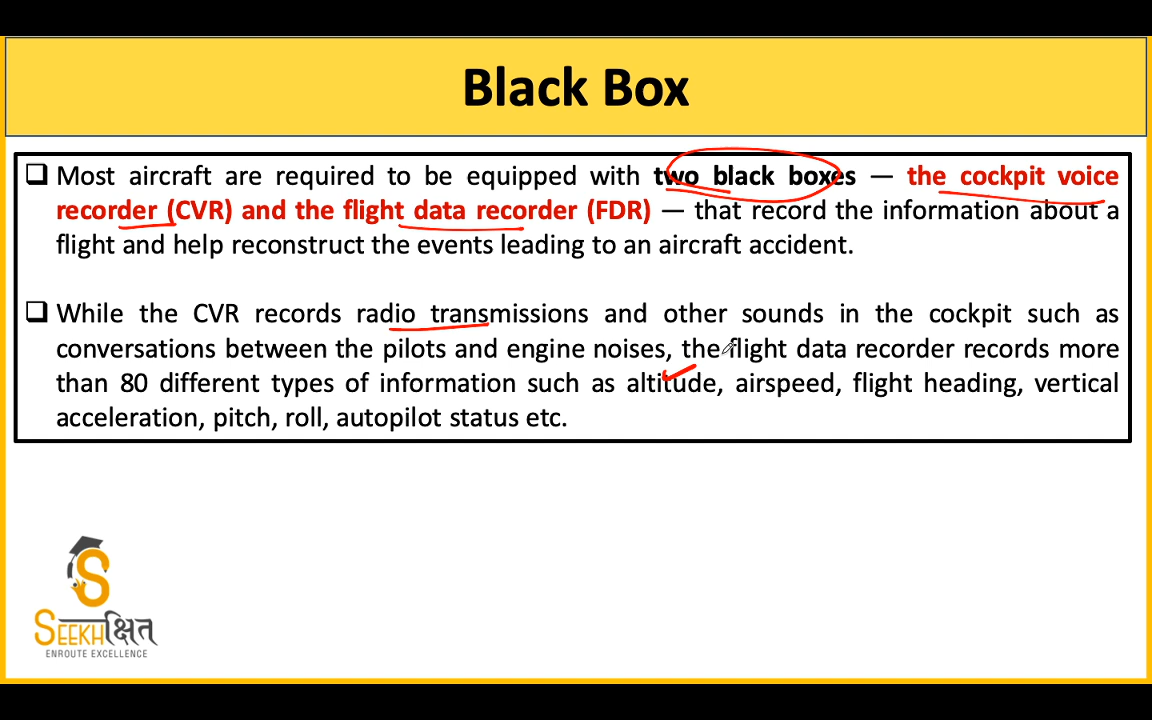 Black Box
Most aircraft are required to be equipped with two black boxes — the cockpit voice
recorder (CVR) and the flight data recorder (FDR) — that record the information about a
flight and help reconstruct the events leading to an aircraft accident.
While the CVR records radio transmissions and other sounds in the cockpit such as
conversations between the pilots and engine noises, the flight data recorder records more
than 80 different types of information such as altitude, airspeed, flight heading, vertical
acceleration, pitch, roll, autopilot status etc.
S
SEEKHक्षित
ENROUTE EXCELLENCE